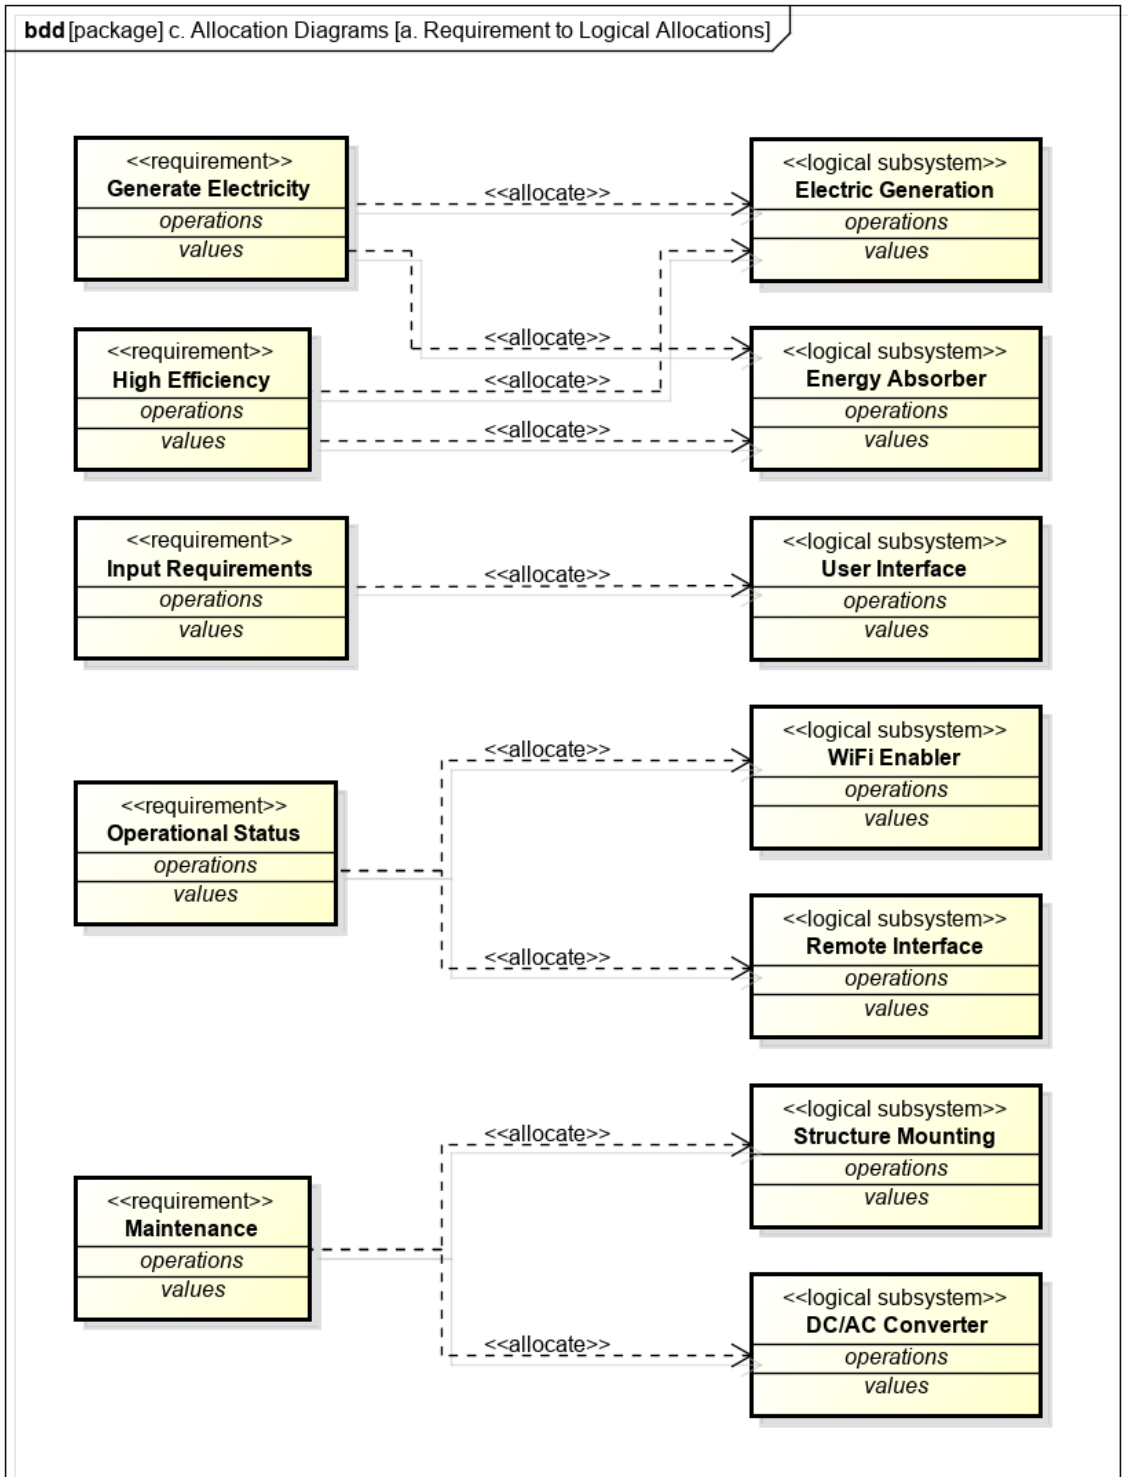 bdd [package] c. Allocation Diagrams [a. Requirement to Logical Allocations]
<<requirement>>
Generate Electricity
operations
values
<<allocate>>
<<logical subsystem>>
Electric Generation
operations
values
<<requirement>>
High Efficiency
operations
values
<<allocate>>
<<allocate>>
<<allocate>>
<<logical subsystem>>
Energy Absorber
operations
values
<<requirement>>
Input Requirements
operations
values
<<allocate>>
<<logical subsystem>>
User Interface
operations
values
<<requirement>>
Operational Status
operations
values
<<allocate>>
<<logical subsystem>>
WiFi Enabler
operations
values
<<allocate>>
<<logical subsystem>>
Remote Interface
operations
values
<<requirement>>
Maintenance
operations
values
<<allocate>>
<<logical subsystem>>
Structure Mounting
operations
values
<<allocate>>
<<logical subsystem>>
DC/AC Converter
operations
values